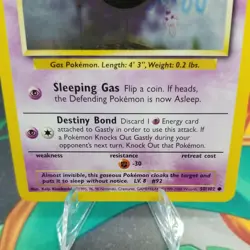 Gas Pokémon. Length: 4' 3", Weight: 0.2 lbs.
Sleeping Gas Flip a coin. If heads,
the Defending Pokémon is now Asleep.
Destiny Bond Discard 1 Energy card
attached to Gastly in order to use this attack. If
a Pokémon Knocks Out Gastly during your
opponent's next turn, Knock Out that Pokémon.
weakness resistance retreat cost
-30
Almost invisible, this gaseous Pokémon cloaks the target and
puts it to sleep without notice. LV. 8 #92